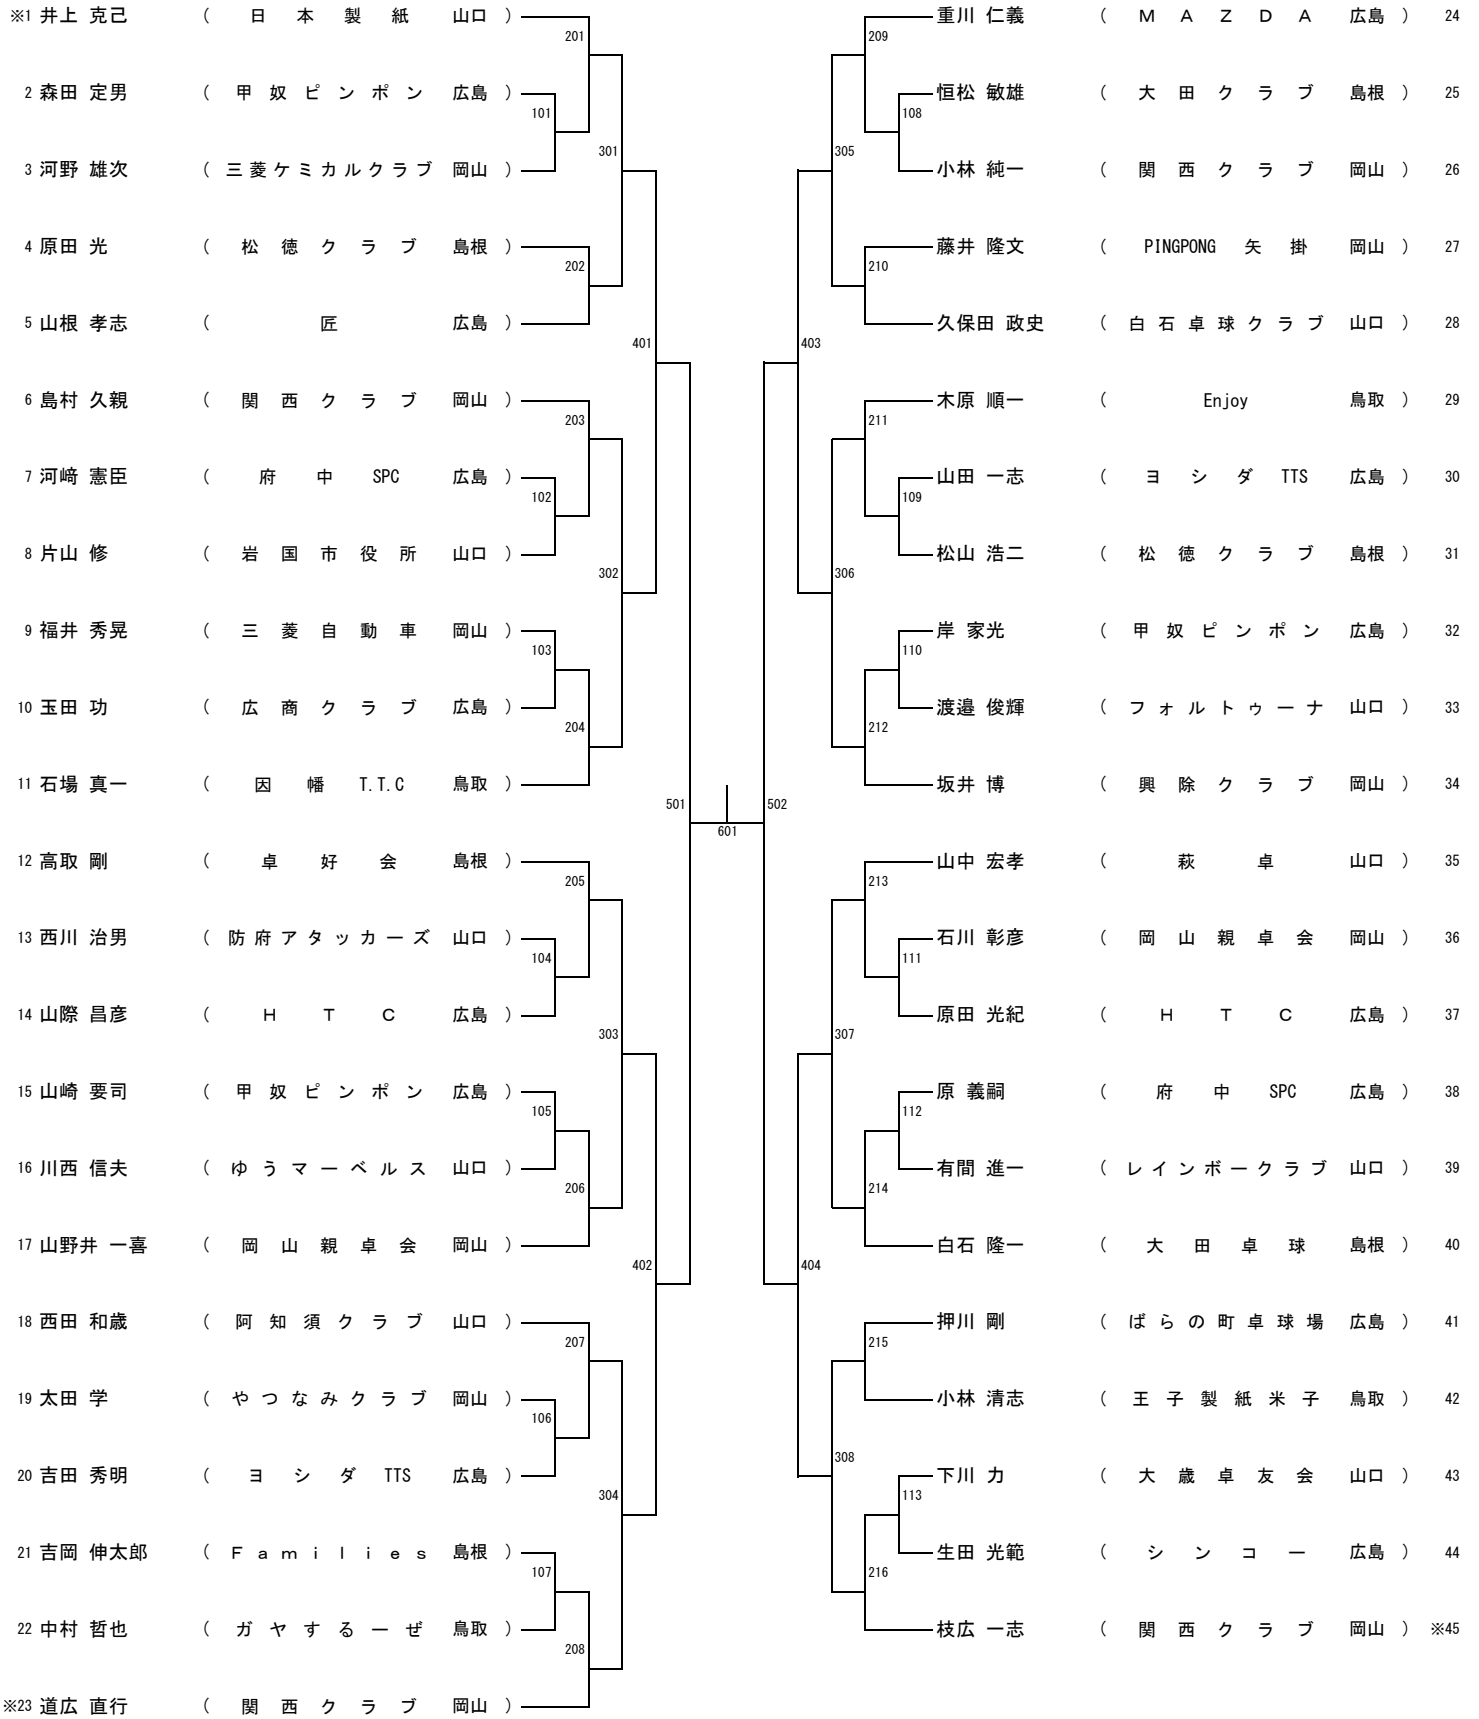 ※1 井上 克己 （ 日 本 製 紙 山口 ）
201
2 森田 定男 （ 甲 奴 ピ ン ポ ン 広島 ）
101
3 河野 雄次 （ 三 菱 ケ ミ カ ル ク ラ ブ 岡山 ）
301
4 原田 光 （ 松 徳 ク ラ ブ 島根 ）
202
5 山根 孝志 （ 匠 広島 ）
401
6 島村 久親 （ 関 西 ク ラ ブ 岡山 ）
203
7 河﨑 憲臣 （ 府 中 SPC 広島 ）
102
8 片山 修 （ 岩 国 市 役 所 山口 ）
302
9 福井 秀晃 （ 三 菱 自 動 車 岡山 ）
103
10 玉田 功 （ 広 商 ク ラ ブ 広島 ）
204
11 石場 真一 （ 因 幡 T.T.C 鳥取 ）
501
12 高取 剛 （ 卓 好 会 島根 ）
205
13 西川 治男 （ 防 府 ア タ ッ カ ー ズ 山口 ）
104
14 山際 昌彦 （ Ｈ Ｔ Ｃ 広島 ）
303
15 山崎 要司 （ 甲 奴 ピ ン ポ ン 広島 ）
105
16 川西 信夫 （ ゆ う マ ー ベ ル ス 山口 ）
206
17 山野井 一喜 （ 岡 山 親 卓 会 岡山 ）
402
18 西田 和歳 （ 阿 知 須 ク ラ ブ 山口 ）
207
19 太田 学 （ や つ な み ク ラ ブ 岡山 ）
106
20 吉田 秀明 （ ヨ シ ダ TTS 広島 ）
304
21 吉岡 伸太郎 （ Ｆ ａ ｍ ｉ ｌ ｉ ｅ ｓ 島根 ）
107
22 中村 哲也 （ ガ ヤ す る ー ぜ 鳥取 ）
208
※23 道広 直行 （ 関 西 ク ラ ブ 岡山 ）
601
重川 仁義 （ Ｍ Ａ Ｚ Ｄ Ａ 広島 ） 24
209
恒松 敏雄 （ 大 田 ク ラ ブ 島根 ） 25
108
305
小林 純一 （ 関 西 ク ラ ブ 岡山 ） 26
藤井 隆文 （ PINGPONG 矢 掛 岡山 ） 27
210
久保田 政史 （ 白 石 卓 球 ク ラ ブ 山口 ） 28
403
木原 順一 （ Enjoy 鳥取 ） 29
211
山田 一志 （ ヨ シ ダ TTS 広島 ） 30
109
松山 浩二 （ 松 徳 ク ラ ブ 島根 ） 31
306
岸 家光 （ 甲 奴 ピ ン ポ ン 広島 ） 32
110
渡邉 俊輝 （ フ ォ ル ト ゥ ー ナ 山口 ） 33
212
坂井 博 （ 興 除 ク ラ ブ 岡山 ） 34
502
山中 宏孝 （ 萩 卓 山口 ） 35
213
石川 彰彦 （ 岡 山 親 卓 会 岡山 ） 36
111
原田 光紀 （ Ｈ Ｔ Ｃ 広島 ） 37
307
原 義嗣 （ 府 中 SPC 広島 ） 38
112
有間 進一 （ レ イ ン ボ ー ク ラ ブ 山口 ） 39
214
白石 隆一 （ 大 田 卓 球 島根 ） 40
404
押川 剛 （ ば ら の 町 卓 球 場 広島 ） 41
215
小林 清志 （ 王 子 製 紙 米 子 鳥取 ） 42
308
下川 力 （ 大 歳 卓 友 会 山口 ） 43
113
生田 光範 （ シ ン コ ー 広島 ） 44
216
枝広 一志 （ 関 西 ク ラ ブ 岡山 ） ※45